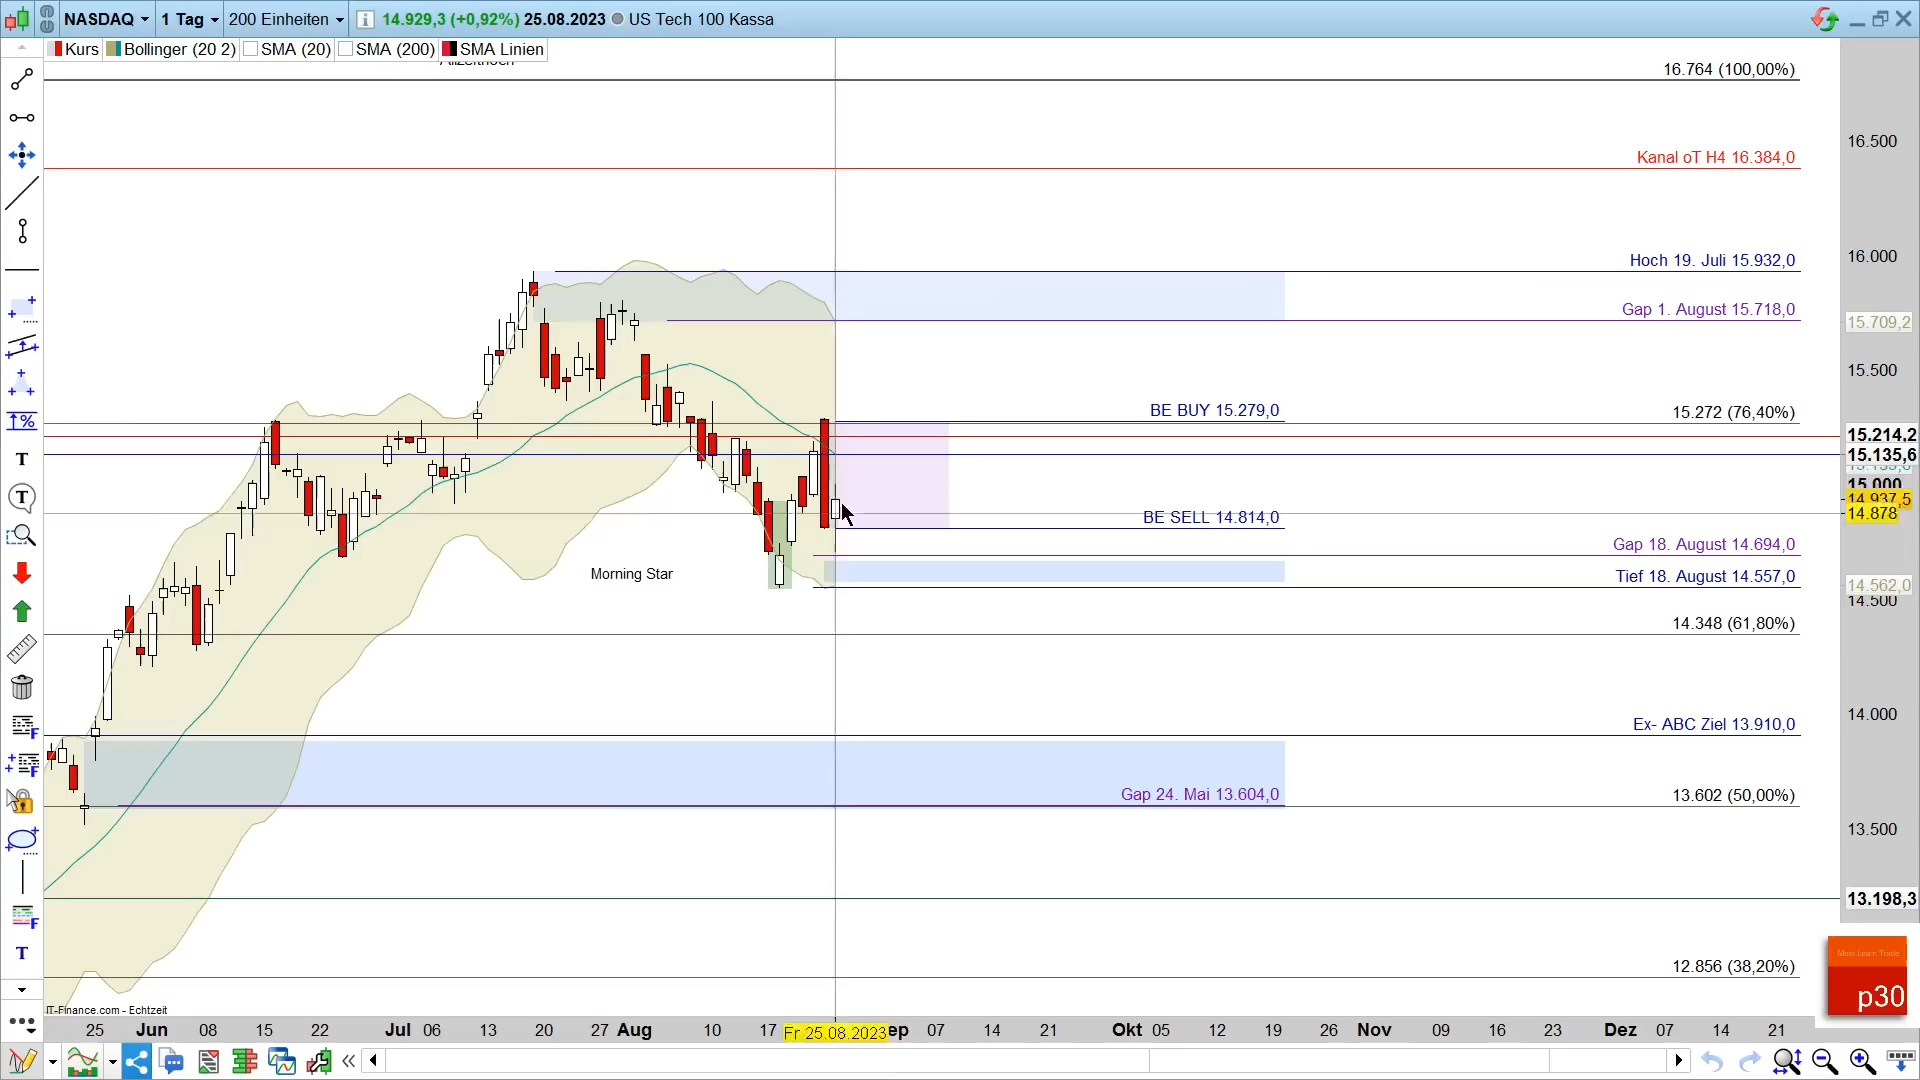 NASDAQ 1 Tag 200 Einheiten 14.929,3 (+0,92%) 25.08.2023 US Tech 100 Kassa
Kurs Bollinger (20 2) SMA (20) SMA (200) SMA Linien
16.764 (100,00%)
16.500
Kanal oT H4 16.384,0
16.000
Hoch 19. Juli 15.932,0
Gap 1. August 15.718,0
15.709,2
15.500
BE BUY 15.279,0
15.272 (76,40%)
15.214,2
15.135,6
15.000
14.937,5
14.878
BE SELL 14.814,0
Gap 18. August 14.694,0
Morning Star
Tief 18. August 14.557,0
14.562,0
14.500
14.348 (61,80%)
14.000
Ex- ABC Ziel 13.910,0
Gap 24. Mai 13.604,0
13.602 (50,00%)
13.500
13.198,3
12.856 (38,20%)
Mein Learn Trade
p30
IT-Finance.com - Echtzeit
25 Jun 08 15 22 Jul 06 13 20 27 Aug 10 17 Fr 25.08.2023 ep 07 14 21 Okt 05 12 19 26 Nov 09 16 23 Dez 07 14 21